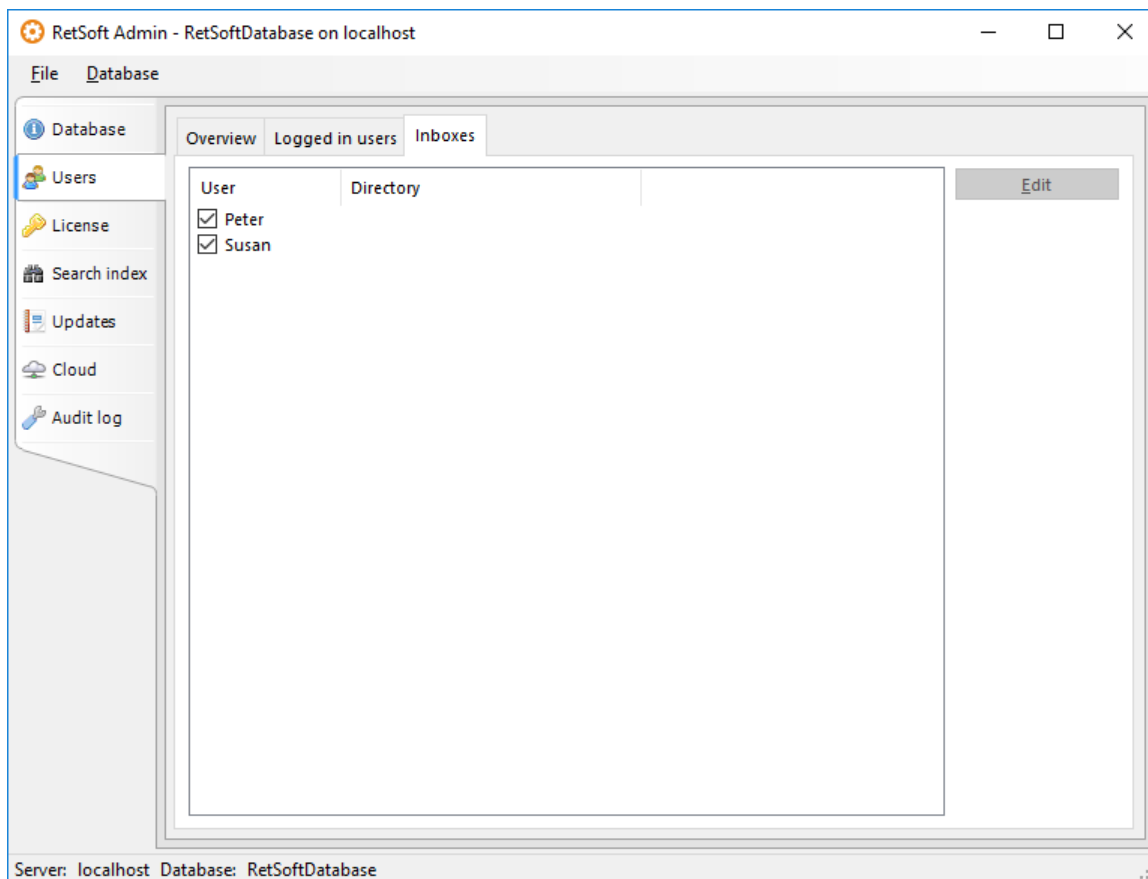 RetSoft Admin - RetSoftDatabase on localhost
File Database
Database
Users
License
Search index
Updates
Cloud
Audit log
Overview Logged in users Inboxes
User Directory
Peter
Susan
Edit
Server: localhost Database: RetSoftDatabase